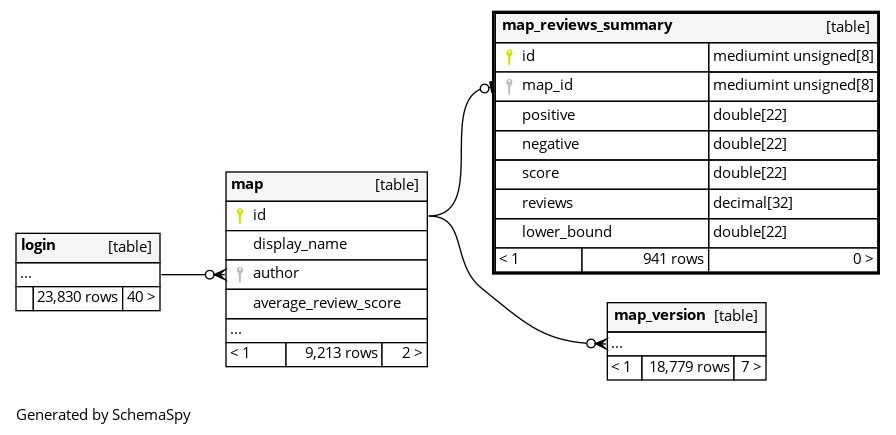 map_reviews_summary [table]
id mediumint unsigned[8]
map_id mediumint unsigned[8]
positive double[22]
negative double[22]
score double[22]
reviews decimal[32]
lower_bound double[22]
< 1 941 rows 0 >
map [table]
id
display_name
author
average_review_score
...
< 1 9,213 rows 2 >
login [table]
...
23,830 rows 40 >
map_version [table]
...
< 1 18,779 rows 7 >
Generated by SchemaSpy